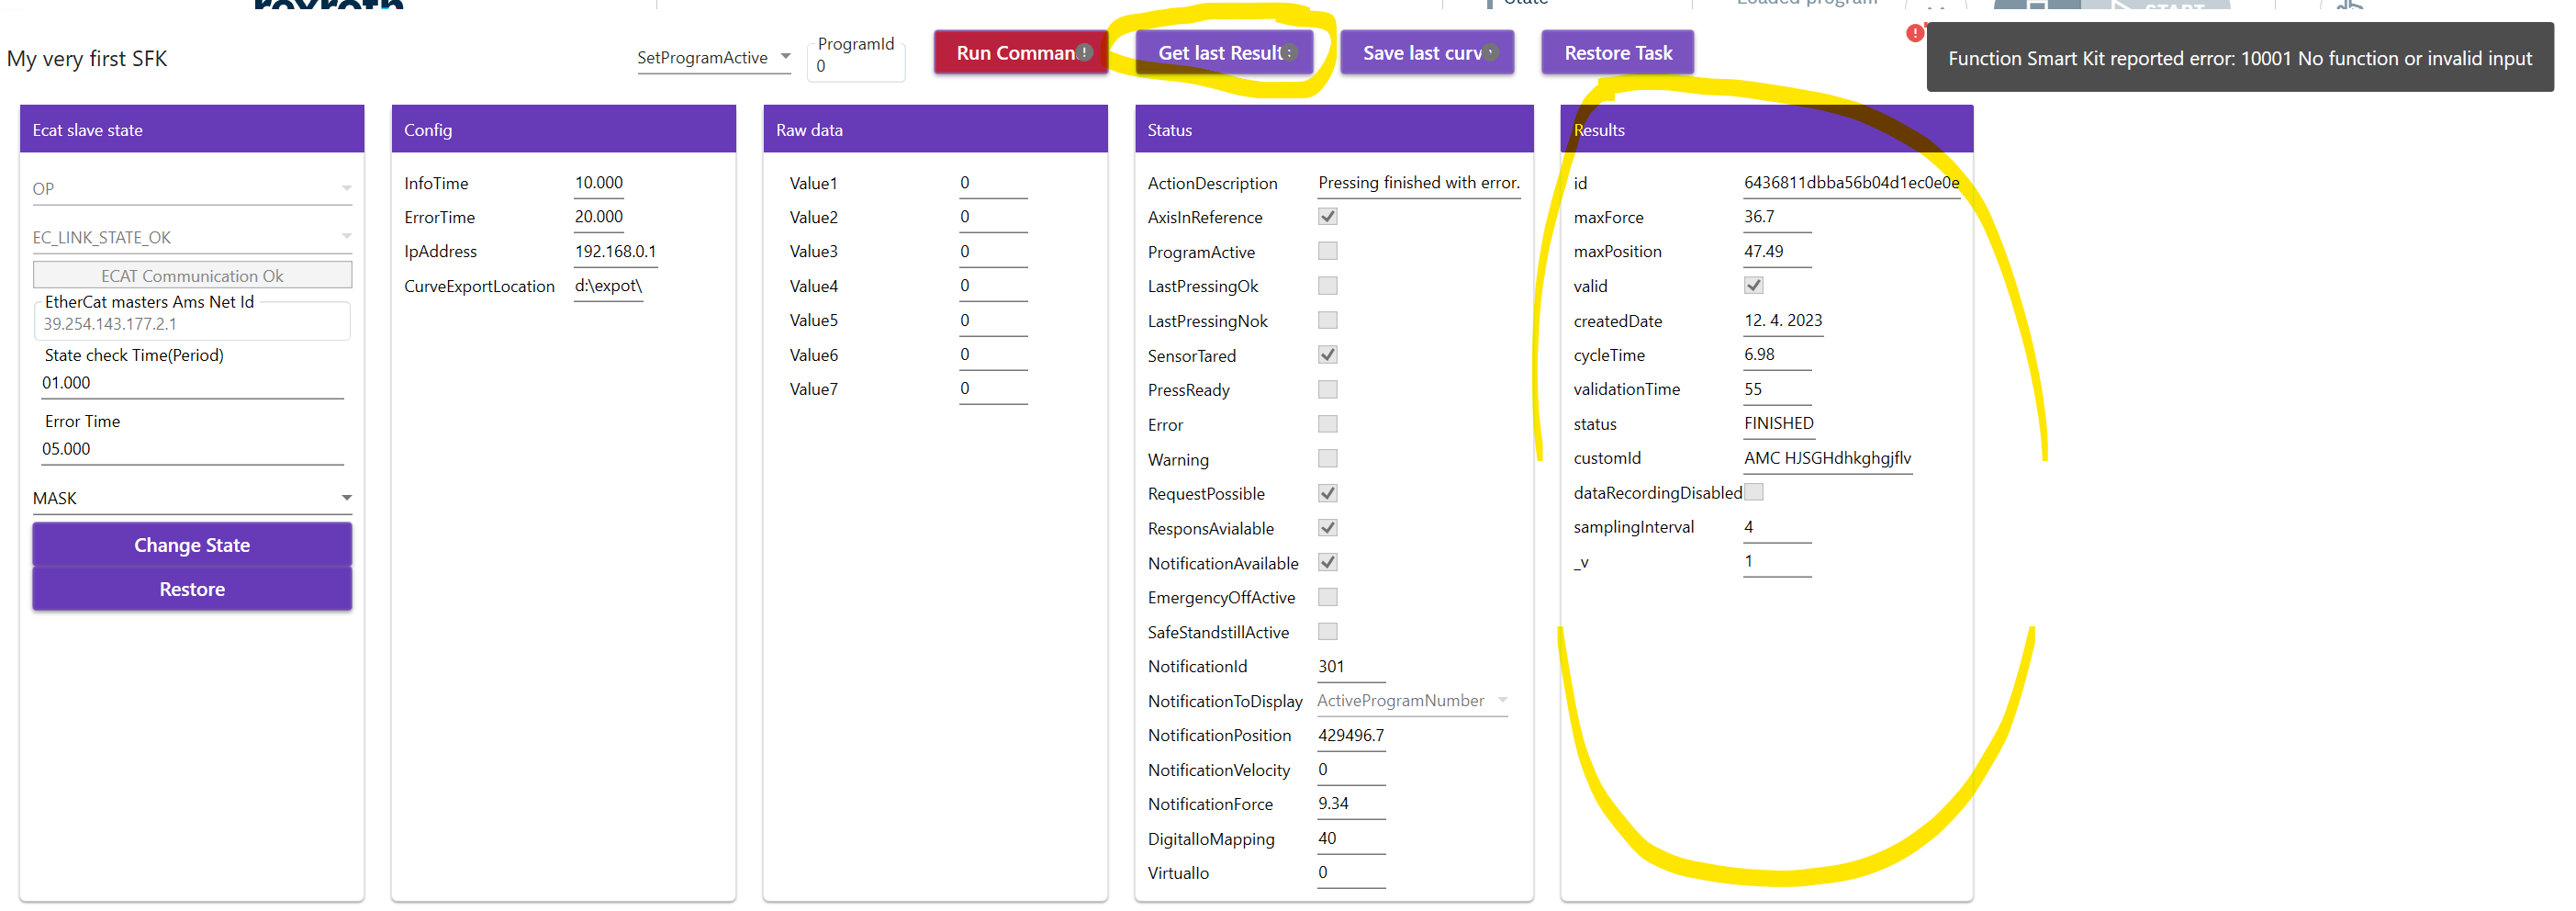 rexroth
State
Loaded program
START
My very first SFK
SetProgramActive
ProgramId
0
Run Comman
Get last Result
Save last curv
Restore Task
Function Smart Kit reported error: 10001 No function or invalid input
Ecat slave state
OP
EC_LINK_STATE_OK
ECAT Communication Ok
EtherCat masters Ams Net Id
39.254.143.177.2.1
State check Time(Period)
01.000
Error Time
05.000
MASK
Change State
Restore
Config
InfoTime 10.000
ErrorTime 20.000
IpAddress 192.168.0.1
CurveExportLocation d:\expot\
Raw data
Value1 0
Value2 0
Value3 0
Value4 0
Value5 0
Value6 0
Value7 0
Status
ActionDescription Pressing finished with error.
AxisInReference
ProgramActive
LastPressingOk
LastPressingNok
SensorTared
PressReady
Error
Warning
RequestPossible
ResponsAvialable
NotificationAvailable
EmergencyOffActive
SafeStandstillActive
NotificationId 301
NotificationToDisplay ActiveProgramNumber
NotificationPosition 429496.7
NotificationVelocity 0
NotificationForce 9.34
DigitalIoMapping 40
VirtualIo 0
Results
id 6436811dbba56b04d1ec0e0e
maxForce 36.7
maxPosition 47.49
valid
createdDate 12. 4. 2023
cycleTime 6.98
validationTime 55
status FINISHED
customId AMC HJSGHdhkghgjflv
dataRecordingDisabled
samplingInterval 4
_v 1